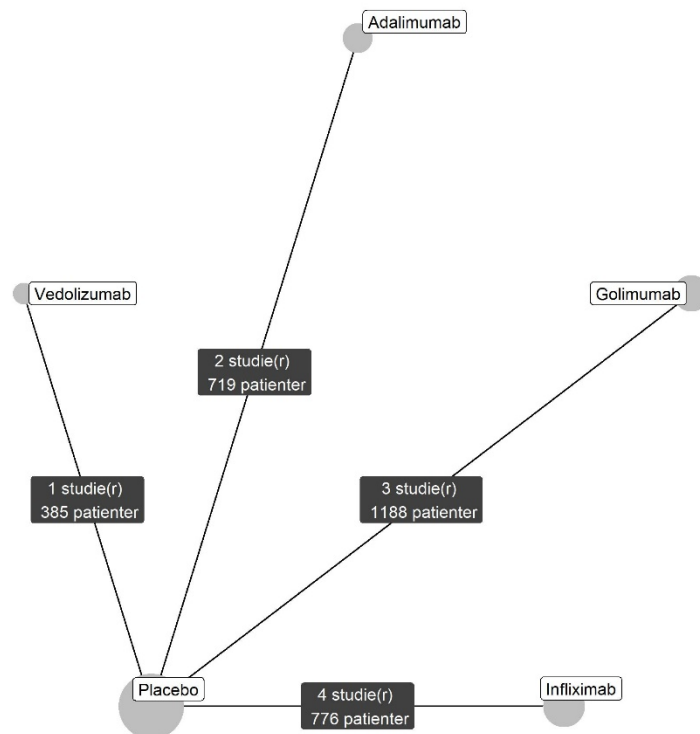 Adalimumab
Vedolizumab
Golimumab
2 studie(r)
719 patienter
1 studie(r)
385 patienter
3 studie(r)
1188 patienter
Placebo
4 studie(r)
776 patienter
Infliximab